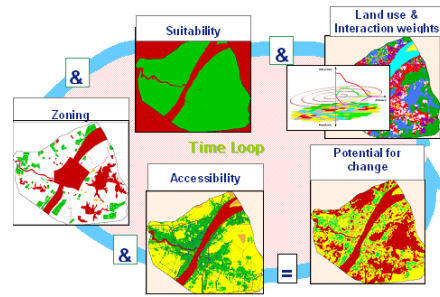 Suitability
Land use &
Interaction weights
&
&
Zoning
Time Loop
Accessibility
Potential for
change
&
=